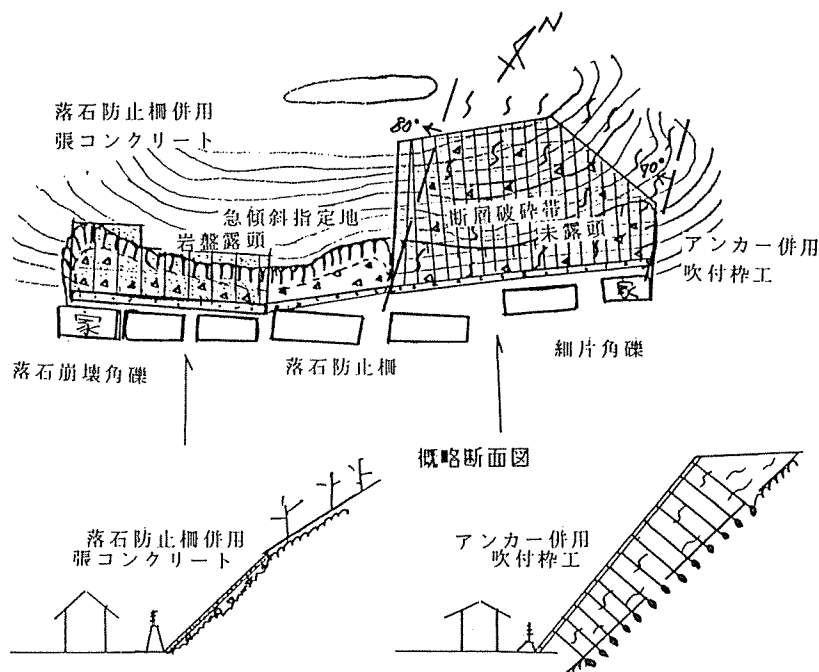 N
落石防止柵併用
張コンクリート
80°
70°
急傾斜指定地
岩盤露頭
断層破砕帯
未露頭
アンカー併用
吹付枠工
家
家
落石崩壊角礫
落石防止柵
細片角礫
概略断面図
落石防止柵併用
張コンクリート
アンカー併用
吹付枠工